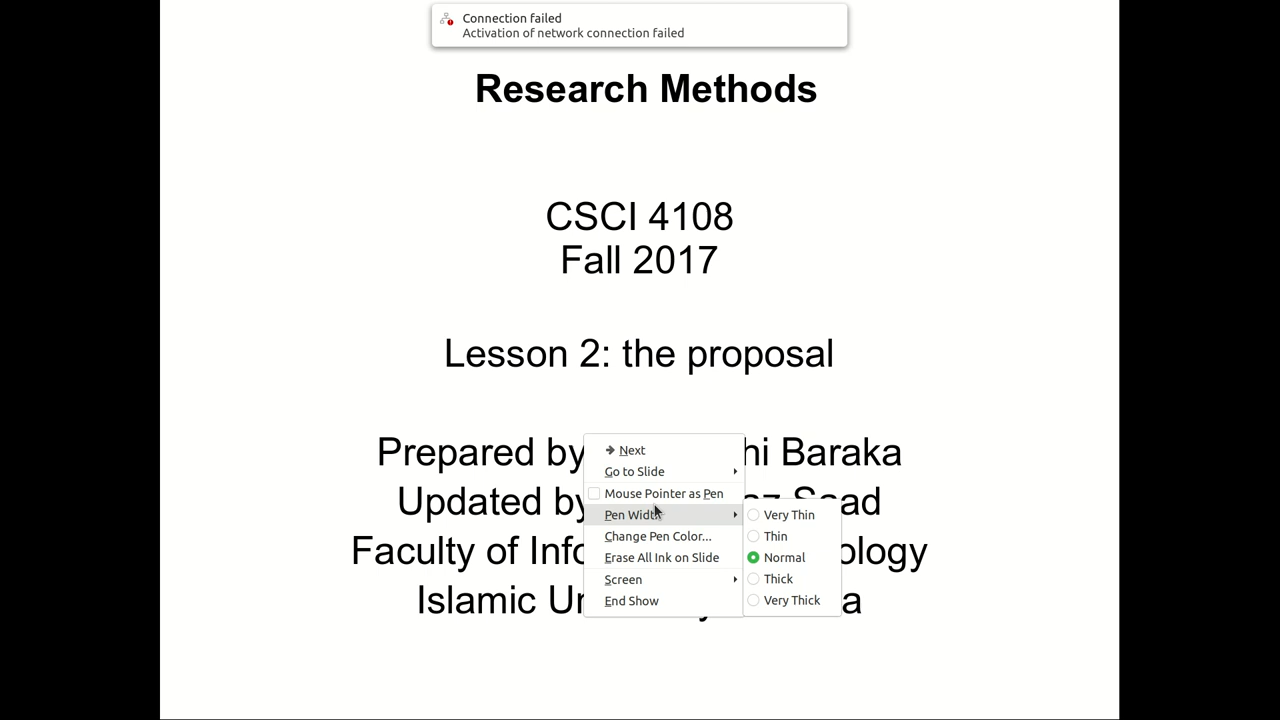 Connection failed
Activation of network connection failed
Research Methods
CSCI 4108
Fall 2017
Lesson 2: the proposal
Prepared by hi Baraka
Updated by Saad
Faculty of Info ology
Islamic Un a
Next
Go to Slide
Mouse Pointer as Pen
Pen Width
Change Pen Color...
Erase All Ink on Slide
Screen
End Show
Very Thin
Thin
Normal
Thick
Very Thick